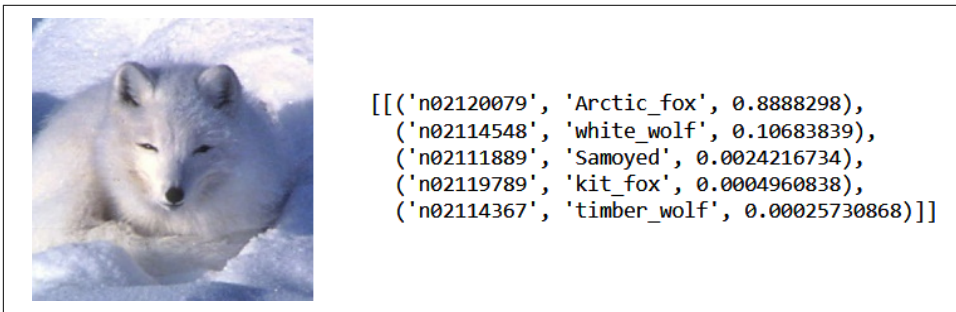 [[('n02120079', 'Arctic_fox', 0.8888298),
('n02114548', 'white_wolf', 0.10683839),
('n02111889', 'Samoyed', 0.0024216734),
('n02119789', 'kit_fox', 0.0004960838),
('n02114367', 'timber_wolf', 0.00025730868)]]